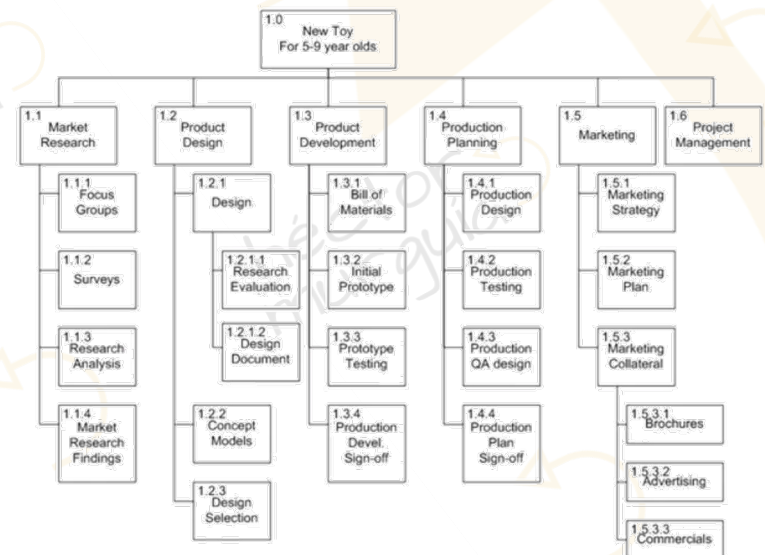 1.0
New Toy
For 5-9 year olds
1.1
Market
Research
1.2
Product
Design
1.3
Product
Development
1.4
Production
Planning
1.5
Marketing
1.6
Project
Management
1.1.1
Focus
Groups
1.2.1
Design
1.3.1
Bill of
Materials
1.4.1
Production
Design
1.5.1
Marketing
Strategy
1.1.2
Surveys
1.2.1.1
Research
Evaluation
1.3.2
Initial
Prototype
1.4.2
Production
Testing
1.5.2
Marketing
Plan
1.1.3
Research
Analysis
1.2.1.2
Design
Document
1.3.3
Prototype
Testing
1.4.3
Production
QA design
1.5.3
Marketing
Collateral
1.1.4
Market
Research
Findings
1.2.2
Concept
Models
1.3.4
Production
Devel.
Sign-off
1.4.4
Production
Plan
Sign-off
1.5.3.1
Brochures
1.2.3
Design
Selection
1.5.3.2
Advertising
1.5.3.3
Commercials
héctor
murguía